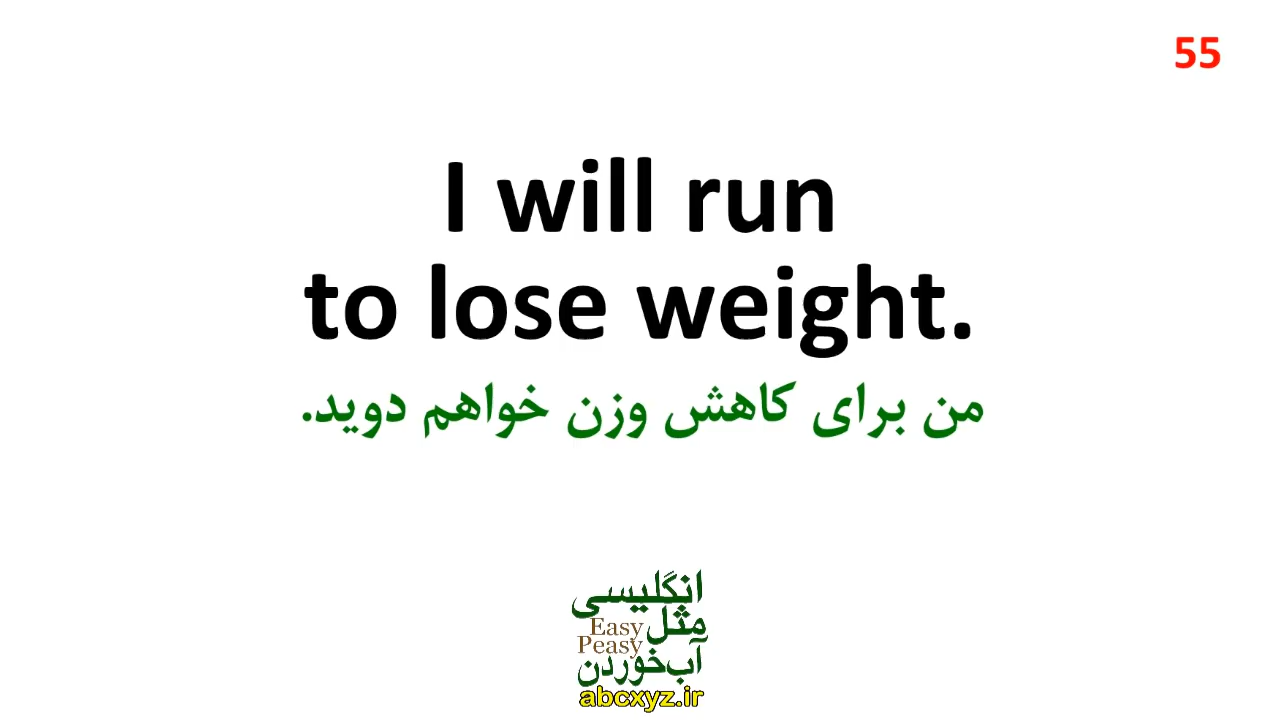 55
I will run
to lose weight.
من برای کاهش وزن خواهم دوید.
انگلیسی
مثل
Easy
Peasy
آب‌خوردن
abcxyz.ir